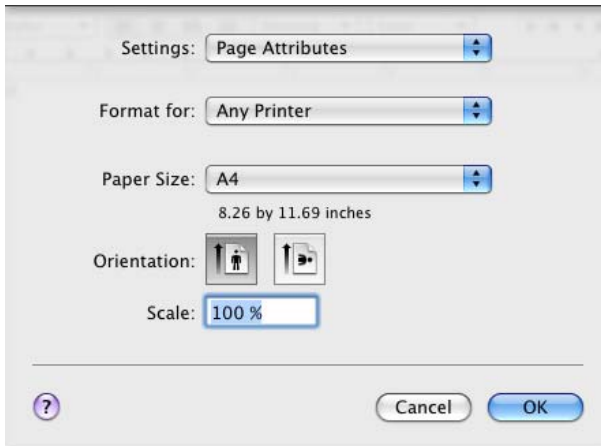 Settings: Page Attributes
Format for: Any Printer
Paper Size: A4
8.26 by 11.69 inches
Orientation:
Scale: 100 %
? Cancel OK